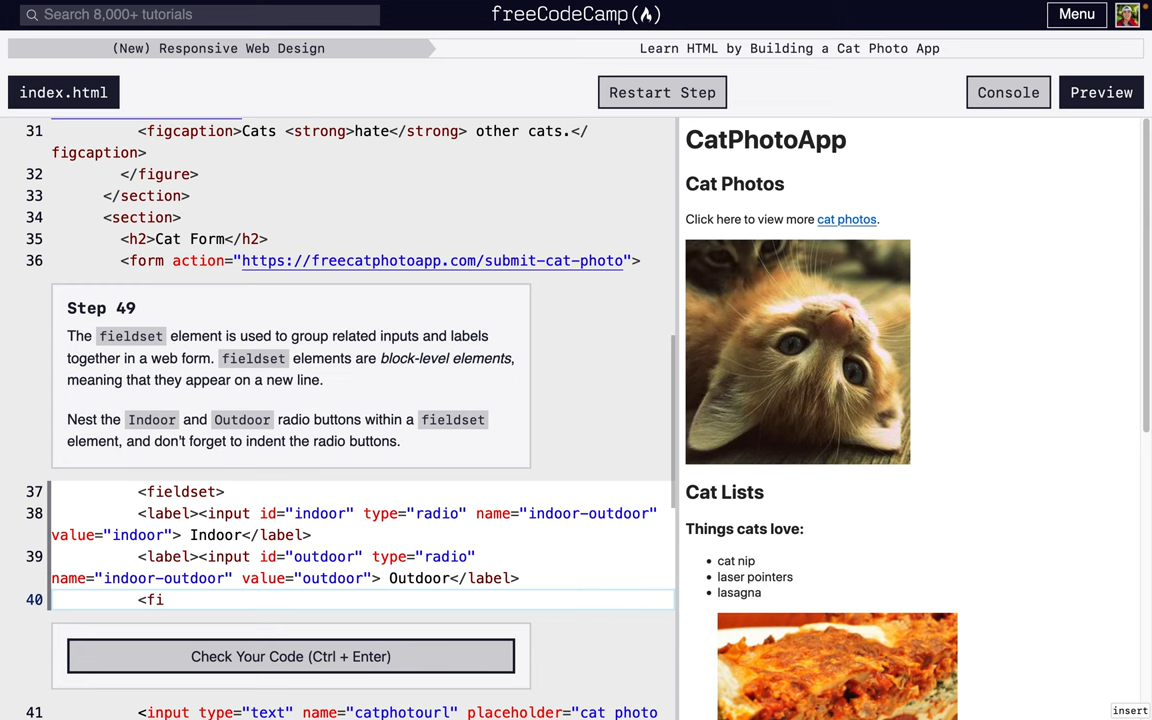 Search 8,000+ tutorials
freeCodeCamp
Menu
(New) Responsive Web Design
Learn HTML by Building a Cat Photo App
index.html
Restart Step
Console
Preview
31 <figcaption>Cats <strong>hate</strong> other cats.</
figcaption>
32 </figure>
33 </section>
34 <section>
35 <h2>Cat Form</h2>
36 <form action="https://freecatphotoapp.com/submit-cat-photo">
Step 49
The fieldset element is used to group related inputs and labels
together in a web form. fieldset elements are block-level elements,
meaning that they appear on a new line.
Nest the Indoor and Outdoor radio buttons within a fieldset
element, and don't forget to indent the radio buttons.
37 <fieldset>
38 <label><input id="indoor" type="radio" name="indoor-outdoor"
value="indoor"> Indoor</label>
39 <label><input id="outdoor" type="radio"
name="indoor-outdoor" value="outdoor"> Outdoor</label>
40 <fi
Check Your Code (Ctrl + Enter)
41 <input type="text" name="catphotourl" placeholder="cat photo
CatPhotoApp
Cat Photos
Click here to view more cat photos.
Cat Lists
Things cats love:
• cat nip
• laser pointers
• lasagna
insert